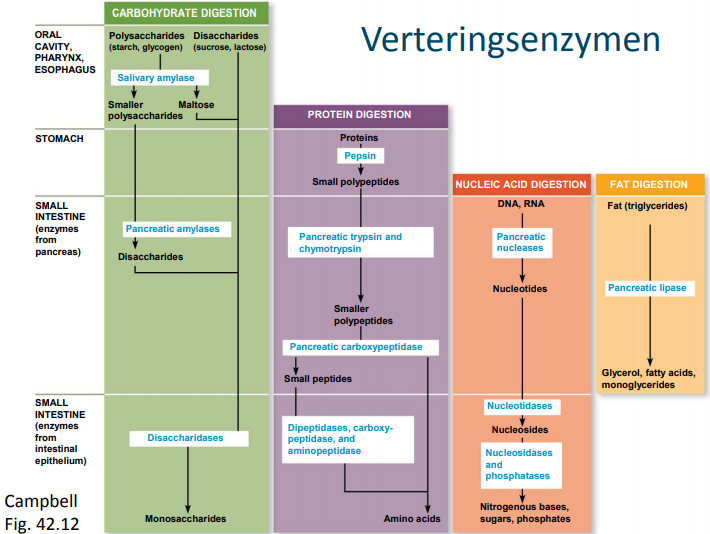 Verteringsenzymen
CARBOHYDRATE DIGESTION
ORAL
CAVITY,
PHARYNX,
ESOPHAGUS
Polysaccharides
(starch, glycogen)
Disaccharides
(sucrose, lactose)
Salivary amylase
Smaller
polysaccharides
Maltose
PROTEIN DIGESTION
STOMACH
Proteins
Pepsin
Small polypeptides
NUCLEIC ACID DIGESTION
FAT DIGESTION
SMALL
INTESTINE
(enzymes
from
pancreas)
Pancreatic amylases
Disaccharides
Pancreatic trypsin and
chymotrypsin
Smaller
polypeptides
Pancreatic carboxypeptidase
Small peptides
DNA, RNA
Pancreatic
nucleases
Nucleotides
Fat (triglycerides)
Pancreatic lipase
Glycerol, fatty acids,
monoglycerides
SMALL
INTESTINE
(enzymes
from
intestinal
epithelium)
Disaccharidases
Monosaccharides
Dipeptidases, carboxy-
peptidase, and
aminopeptidase
Amino acids
Nucleotidases
Nucleosides
Nucleosidases
and
phosphatases
Nitrogenous bases,
sugars, phosphates
Campbell
Fig. 42.12